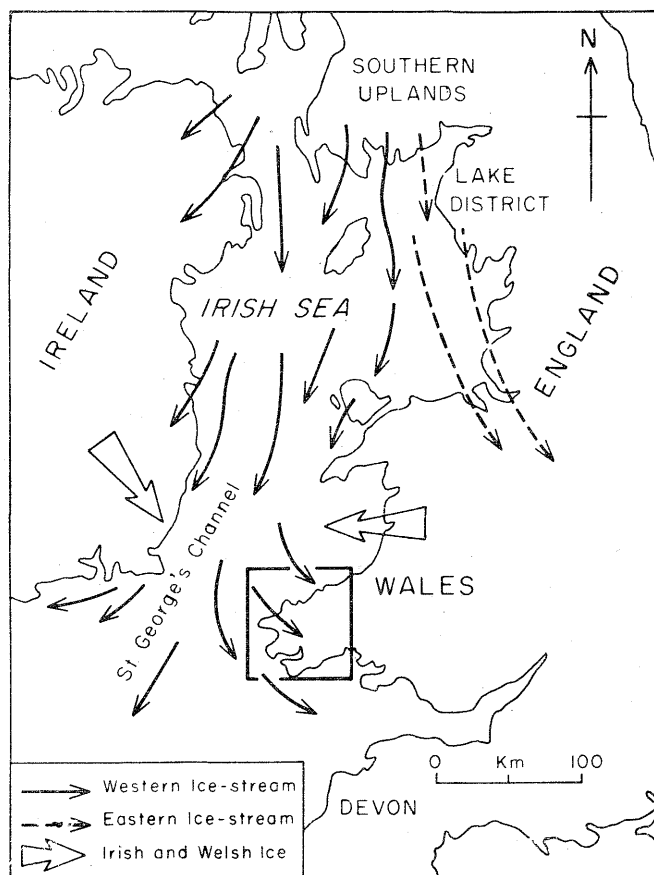 N
SOUTHERN
UPLANDS
LAKE
DISTRICT
IRELAND
IRISH SEA
ENGLAND
St. George's Channel
WALES
0 Km 100
DEVON
Western Ice-stream
Eastern Ice-stream
Irish and Welsh Ice